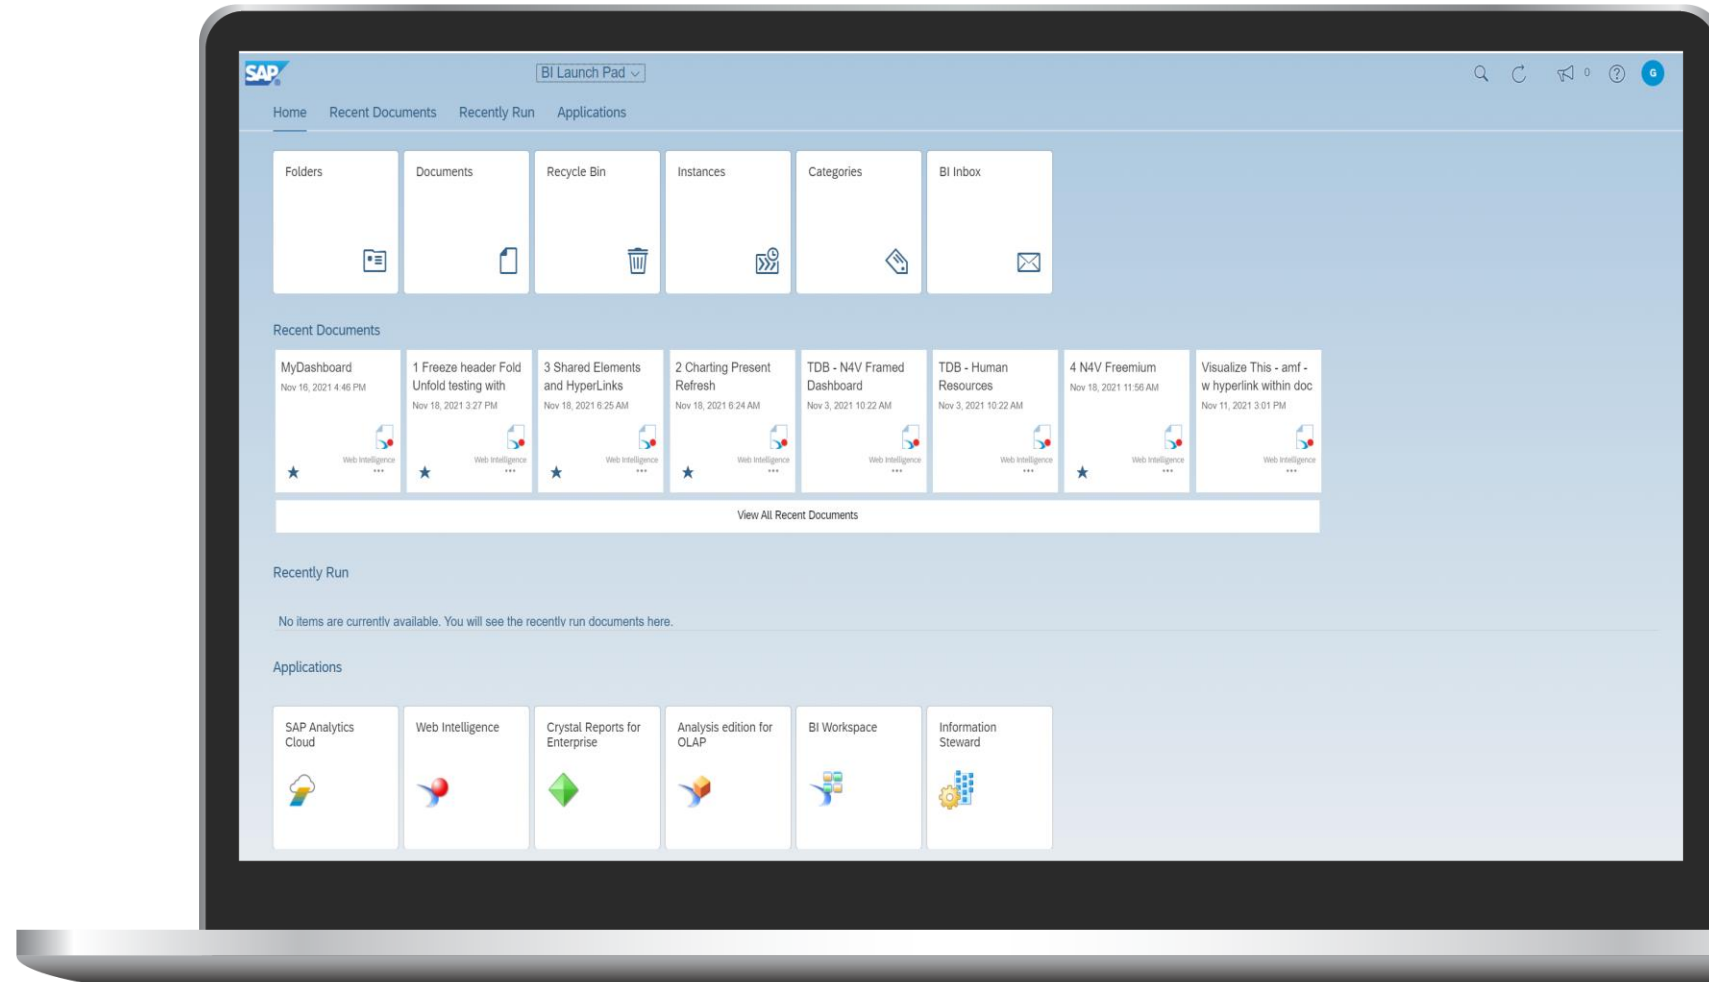 SAP
BI Launch Pad
0
G
Home Recent Documents Recently Run Applications
Folders
Documents
Recycle Bin
Instances
Categories
BI Inbox
Recent Documents
MyDashboard
Nov 16, 2021 4:46 PM
Web Intelligence
1 Freeze header Fold
Unfold testing with
Nov 18, 2021 3:27 PM
Web Intelligence
3 Shared Elements
and HyperLinks
Nov 18, 2021 6:25 AM
Web Intelligence
2 Charting Present
Refresh
Nov 18, 2021 6:24 AM
Web Intelligence
TDB - N4V Framed
Dashboard
Nov 3, 2021 10:22 AM
Web Intelligence
TDB - Human
Resources
Nov 3, 2021 10:22 AM
Web Intelligence
4 N4V Freemium
Nov 18, 2021 11:56 AM
Web Intelligence
Visualize This - amf -
w hyperlink within doc
Nov 11, 2021 3:01 PM
Web Intelligence
View All Recent Documents
Recently Run
No items are currently available. You will see the recently run documents here.
Applications
SAP Analytics
Cloud
Web Intelligence
Crystal Reports for
Enterprise
Analysis edition for
OLAP
BI Workspace
Information
Steward